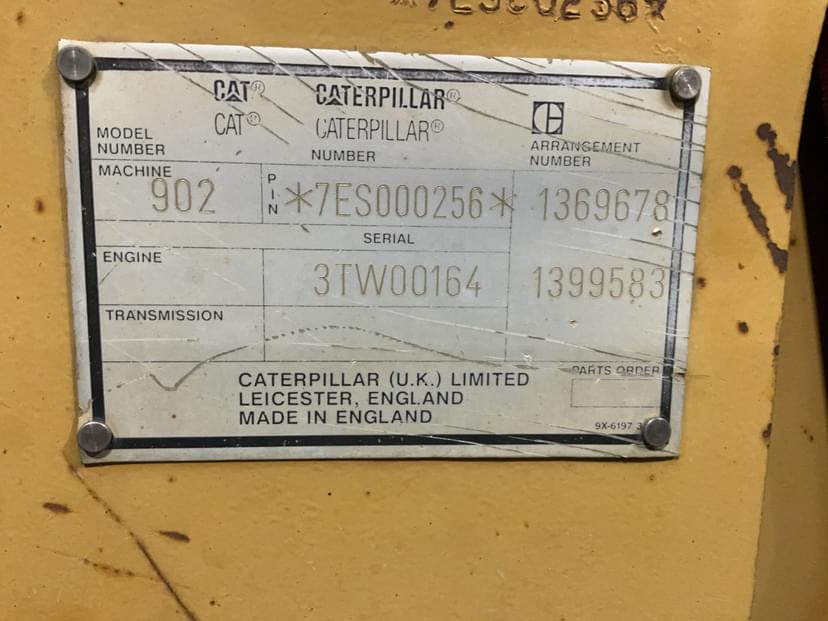 CAT® CATERPILLAR®
CAT® CATERPILLAR®
MODEL NUMBER
NUMBER
ARRANGEMENT NUMBER
MACHINE 902 PIN *7ES000256* 1369678
SERIAL
ENGINE 3TW00164 1399583
TRANSMISSION
PARTS ORDER
CATERPILLAR (U.K.) LIMITED
LEICESTER, ENGLAND
MADE IN ENGLAND
9X-6197